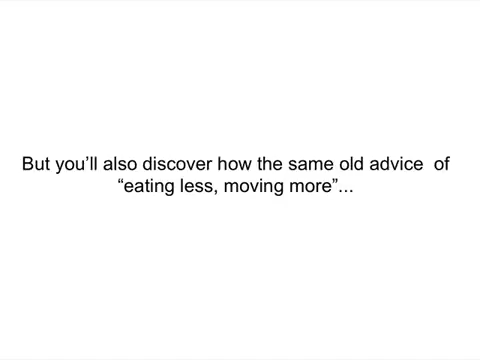 But you’ll also discover how the same old advice  of
“eating less, moving more”...